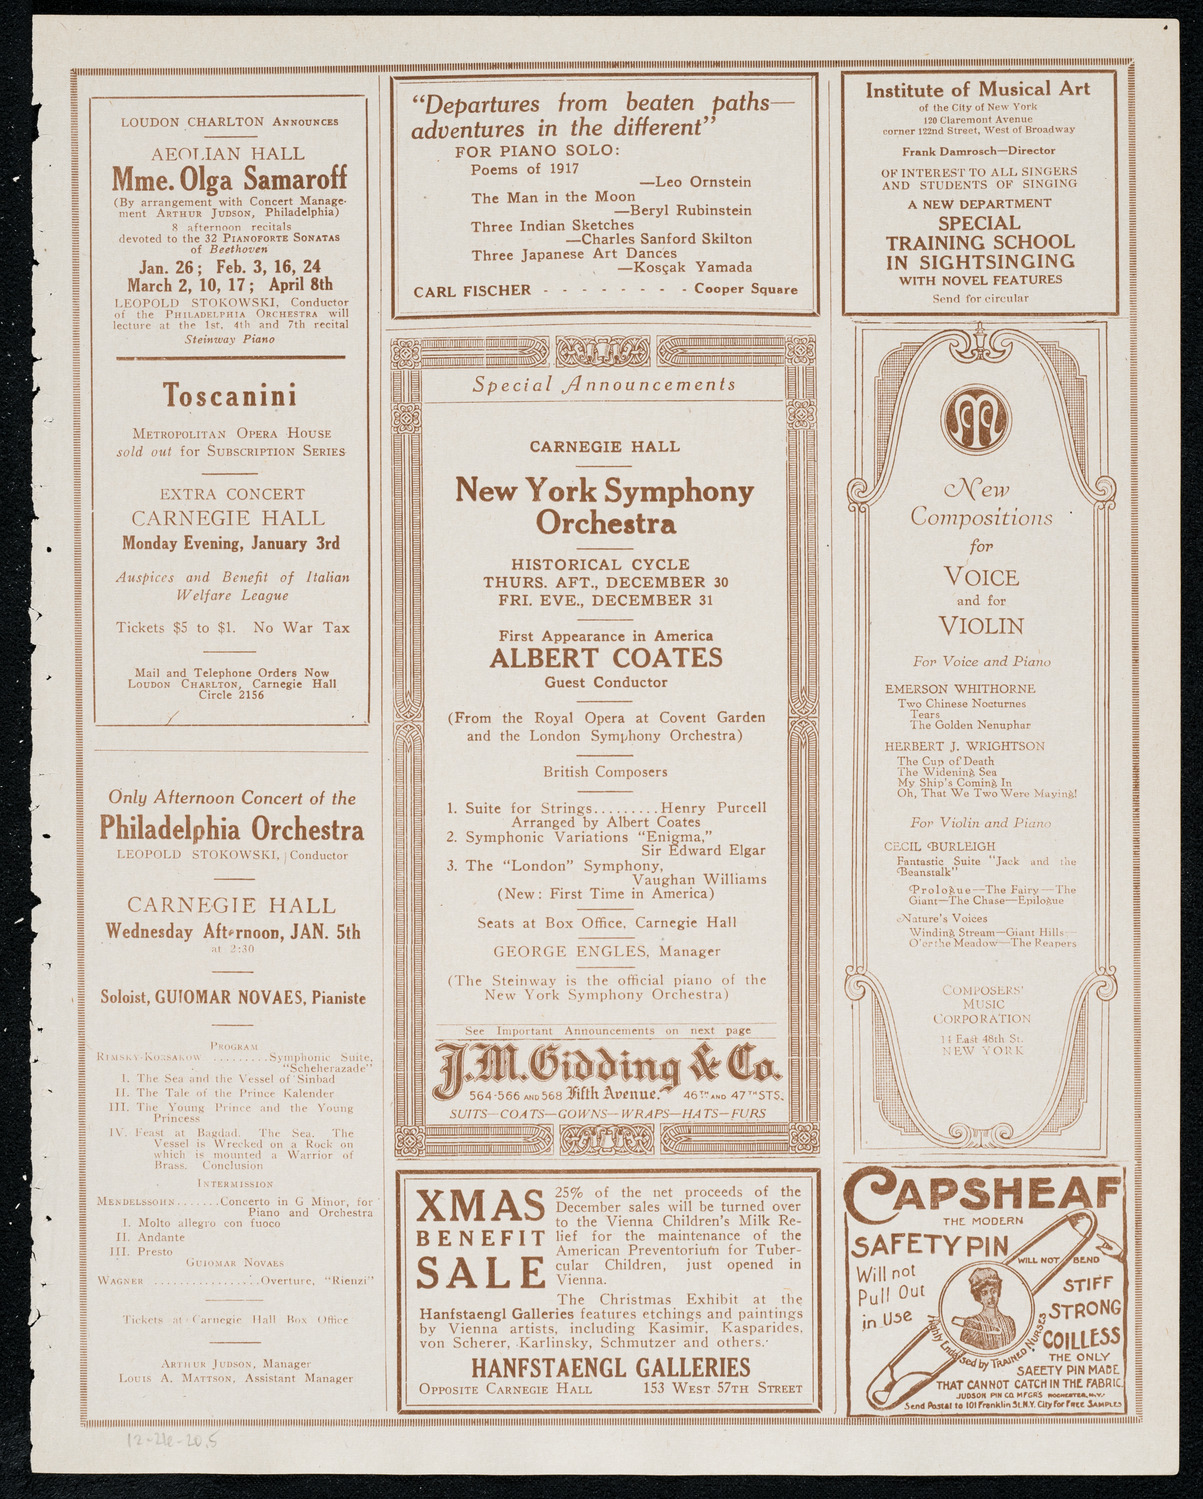 LOUDON CHARLTON ANNOUNCES
AEOLIAN HALL
Mme. Olga Samaroff
(By arrangement with Concert Manage-
ment ARTHUR JUDSON, Philadelphia)
8 afternoon recitals
devoted to the 32 PIANOFORTE SONATAS
of Beethoven
Jan. 26; Feb. 3, 16, 24
March 2, 10, 17; April 8th
LEOPOLD STOKOWSKI, Conductor
of the PHILADELPHIA ORCHESTRA will
lecture at the 1st, 4th and 7th recital
Steinway Piano
Toscanini
METROPOLITAN OPERA HOUSE
sold out for SUBSCRIPTION SERIES
EXTRA CONCERT
CARNEGIE HALL
Monday Evening, January 3rd
Auspices and Benefit of Italian
Welfare League
Tickets $5 to $1. No War Tax
Mail and Telephone Orders Now
LOUDON CHARLTON, Carnegie Hall
Circle 2156
Only Afternoon Concert of the
Philadelphia Orchestra
LEOPOLD STOKOWSKI, Conductor
CARNEGIE HALL
Wednesday Afternoon, JAN. 5th
at 2:30
Soloist, GUIOMAR NOVAES, Pianiste
PROGRAM
RIMSKY-KORSAKOW .........Symphonic Suite,
"Scheherazade"
I. The Sea and the Vessel of Sinbad
II. The Tale of the Prince Kalender
III. The Young Prince and the Young
Princess
IV. Feast at Bagdad. The Sea. The
Vessel is Wrecked on a Rock on
which is mounted a Warrior of
Brass. Conclusion
INTERMISSION
MENDELSSOHN.......Concerto in G Minor, for
Piano and Orchestra
I. Molto allegro con fuoco
II. Andante
III. Presto
GUIOMAR NOVAES
WAGNER .................Overture, "Rienzi"
Tickets at Carnegie Hall Box Office
ARTHUR JUDSON, Manager
LOUIS A. MATTSON, Assistant Manager
"Departures from beaten paths—
adventures in the different"
FOR PIANO SOLO:
Poems of 1917
—Leo Ornstein
The Man in the Moon
—Beryl Rubinstein
Three Indian Sketches
—Charles Sanford Skilton
Three Japanese Art Dances
—Kosçak Yamada
CARL FISCHER - - - - - - - - Cooper Square
Special Announcements
CARNEGIE HALL
New York Symphony
Orchestra
HISTORICAL CYCLE
THURS. AFT., DECEMBER 30
FRI. EVE., DECEMBER 31
First Appearance in America
ALBERT COATES
Guest Conductor
(From the Royal Opera at Covent Garden
and the London Symphony Orchestra)
British Composers
1. Suite for Strings.........Henry Purcell
Arranged by Albert Coates
2. Symphonic Variations "Enigma,"
Sir Edward Elgar
3. The "London" Symphony,
Vaughan Williams
(New: First Time in America)
Seats at Box Office, Carnegie Hall
GEORGE ENGLES, Manager
(The Steinway is the official piano of the
New York Symphony Orchestra)
See Important Announcements on next page
J.M. Gidding & Co.
564-566 AND 568 Fifth Avenue. 46TH AND 47TH STS.
SUITS—COATS—GOWNS—WRAPS—HATS—FURS
XMAS
BENEFIT
SALE
25% of the net proceeds of the
December sales will be turned over
to the Vienna Children's Milk Re-
lief for the maintenance of the
American Preventorium for Tuber-
cular Children, just opened in
Vienna.
The Christmas Exhibit at the
Hanfstaengl Galleries features etchings and paintings
by Vienna artists, including Kasimir, Kasparides,
von Scherer, Karlinsky, Schmutzer and others.
HANFSTAENGL GALLERIES
OPPOSITE CARNEGIE HALL 153 WEST 57TH STREET
Institute of Musical Art
of the City of New York
120 Claremont Avenue
corner 122nd Street, West of Broadway
Frank Damrosch—Director
OF INTEREST TO ALL SINGERS
AND STUDENTS OF SINGING
A NEW DEPARTMENT
SPECIAL
TRAINING SCHOOL
IN SIGHTSINGING
WITH NOVEL FEATURES
Send for circular
New
Compositions
for
VOICE
and for
VIOLIN
For Voice and Piano
EMERSON WHITHORNE
Two Chinese Nocturnes
Tears
The Golden Nenuphar
HERBERT J. WRIGHTSON
The Cup of Death
The Widening Sea
My Ship's Coming In
Oh, That We Two Were Maying!
For Violin and Piano
CECIL BURLEIGH
Fantastic Suite "Jack and the
Beanstalk"
Prologue—The Fairy—The
Giant—The Chase—Epilogue
Nature's Voices
Winding Stream—Giant Hills—
O'er the Meadow—The Reapers
COMPOSERS'
MUSIC
CORPORATION
14 East 48th St.
NEW YORK
CAPSHEAF
THE MODERN
SAFETY PIN
WILL NOT BEND
Will not
Pull Out
in Use
STIFF
STRONG
COILLESS
Highly Endorsed by TRAINED NURSES
THE ONLY
SAFETY PIN MADE
THAT CANNOT CATCH IN THE FABRIC
JUDSON PIN CO. MFGRS ROCHESTER, N.Y.
Send Postal to 101 Franklin St. N.Y. City for FREE SAMPLES
12-26-20.5